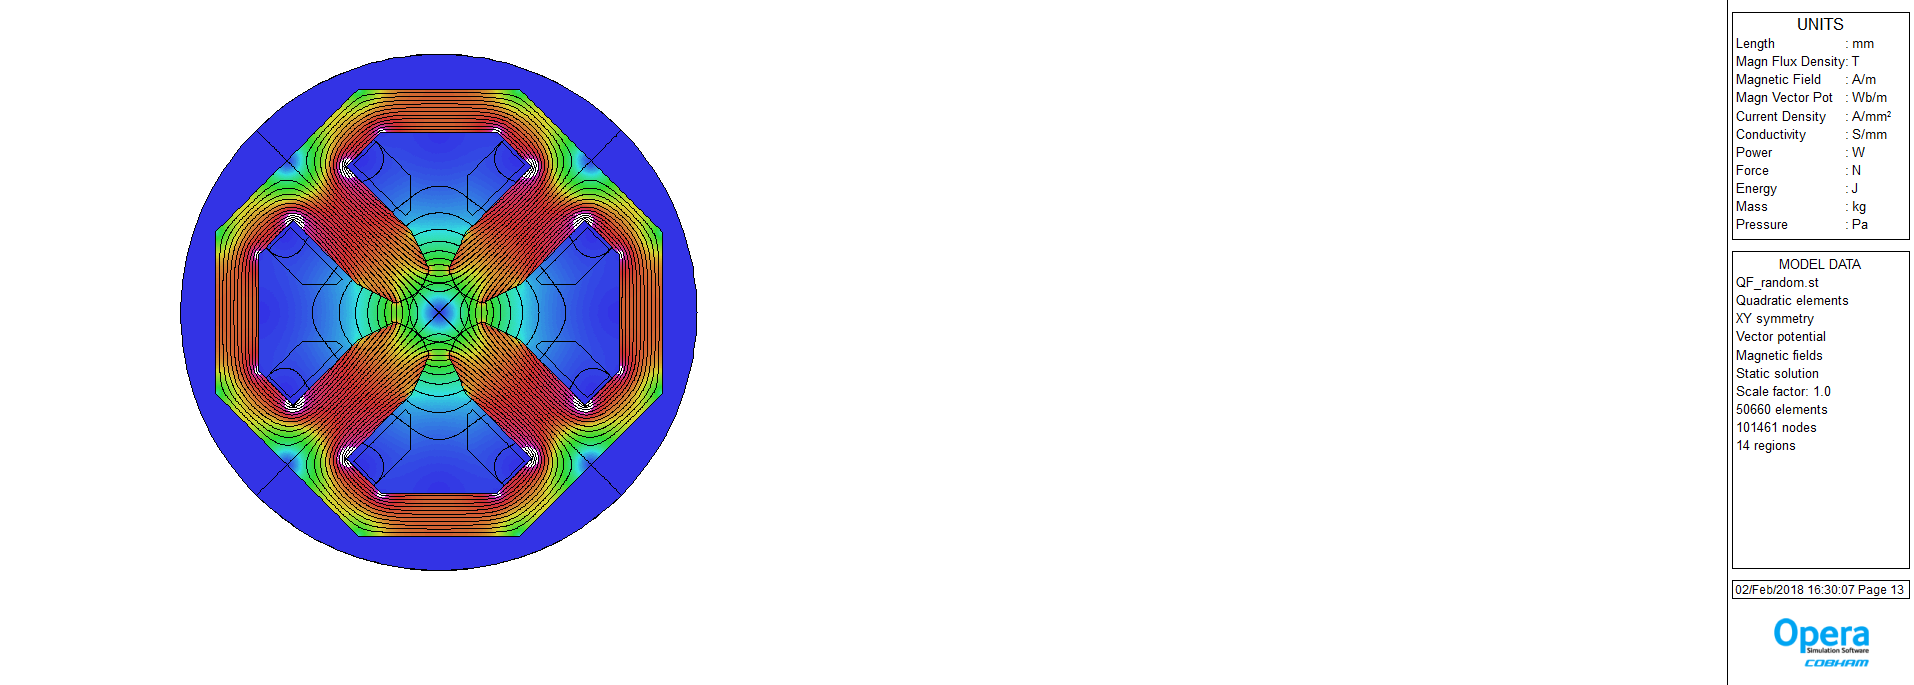 UNITS
Length : mm
Magn Flux Density: T
Magnetic Field : A/m
Magn Vector Pot : Wb/m
Current Density : A/mm²
Conductivity : S/mm
Power : W
Force : N
Energy : J
Mass : kg
Pressure : Pa
MODEL DATA
QF_random.st
Quadratic elements
XY symmetry
Vector potential
Magnetic fields
Static solution
Scale factor: 1.0
50660 elements
101461 nodes
14 regions
02/Feb/2018 16:30:07 Page 13
Opera
Simulation Software
COBHAM